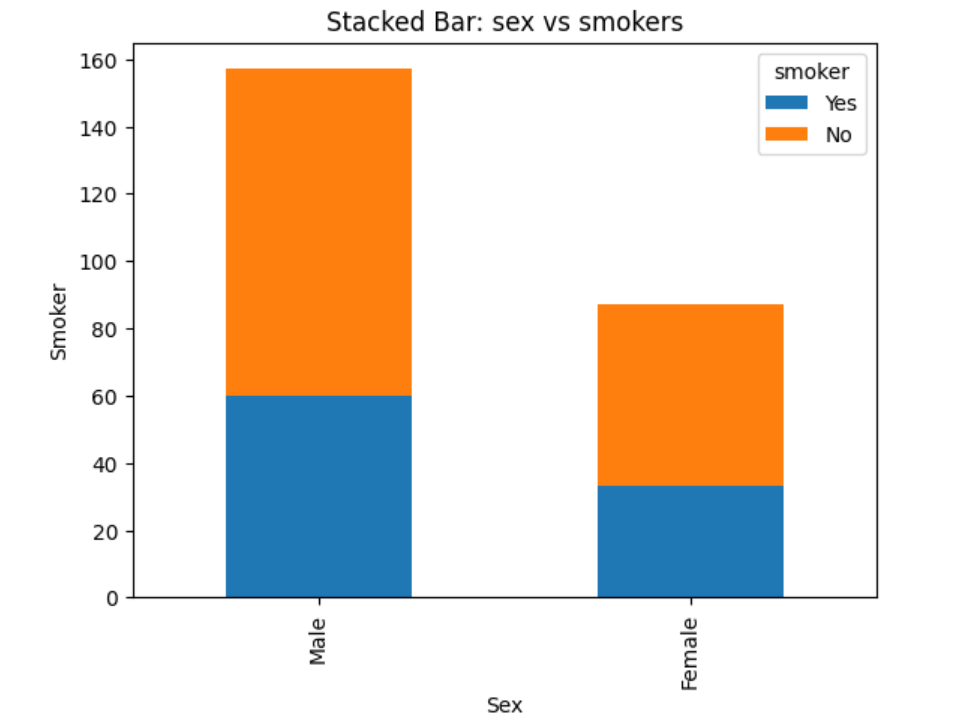 Stacked Bar: sex vs smokers
smoker
Yes
No
160
140
120
100
80
60
40
20
0
Smoker
Male
Female
Sex